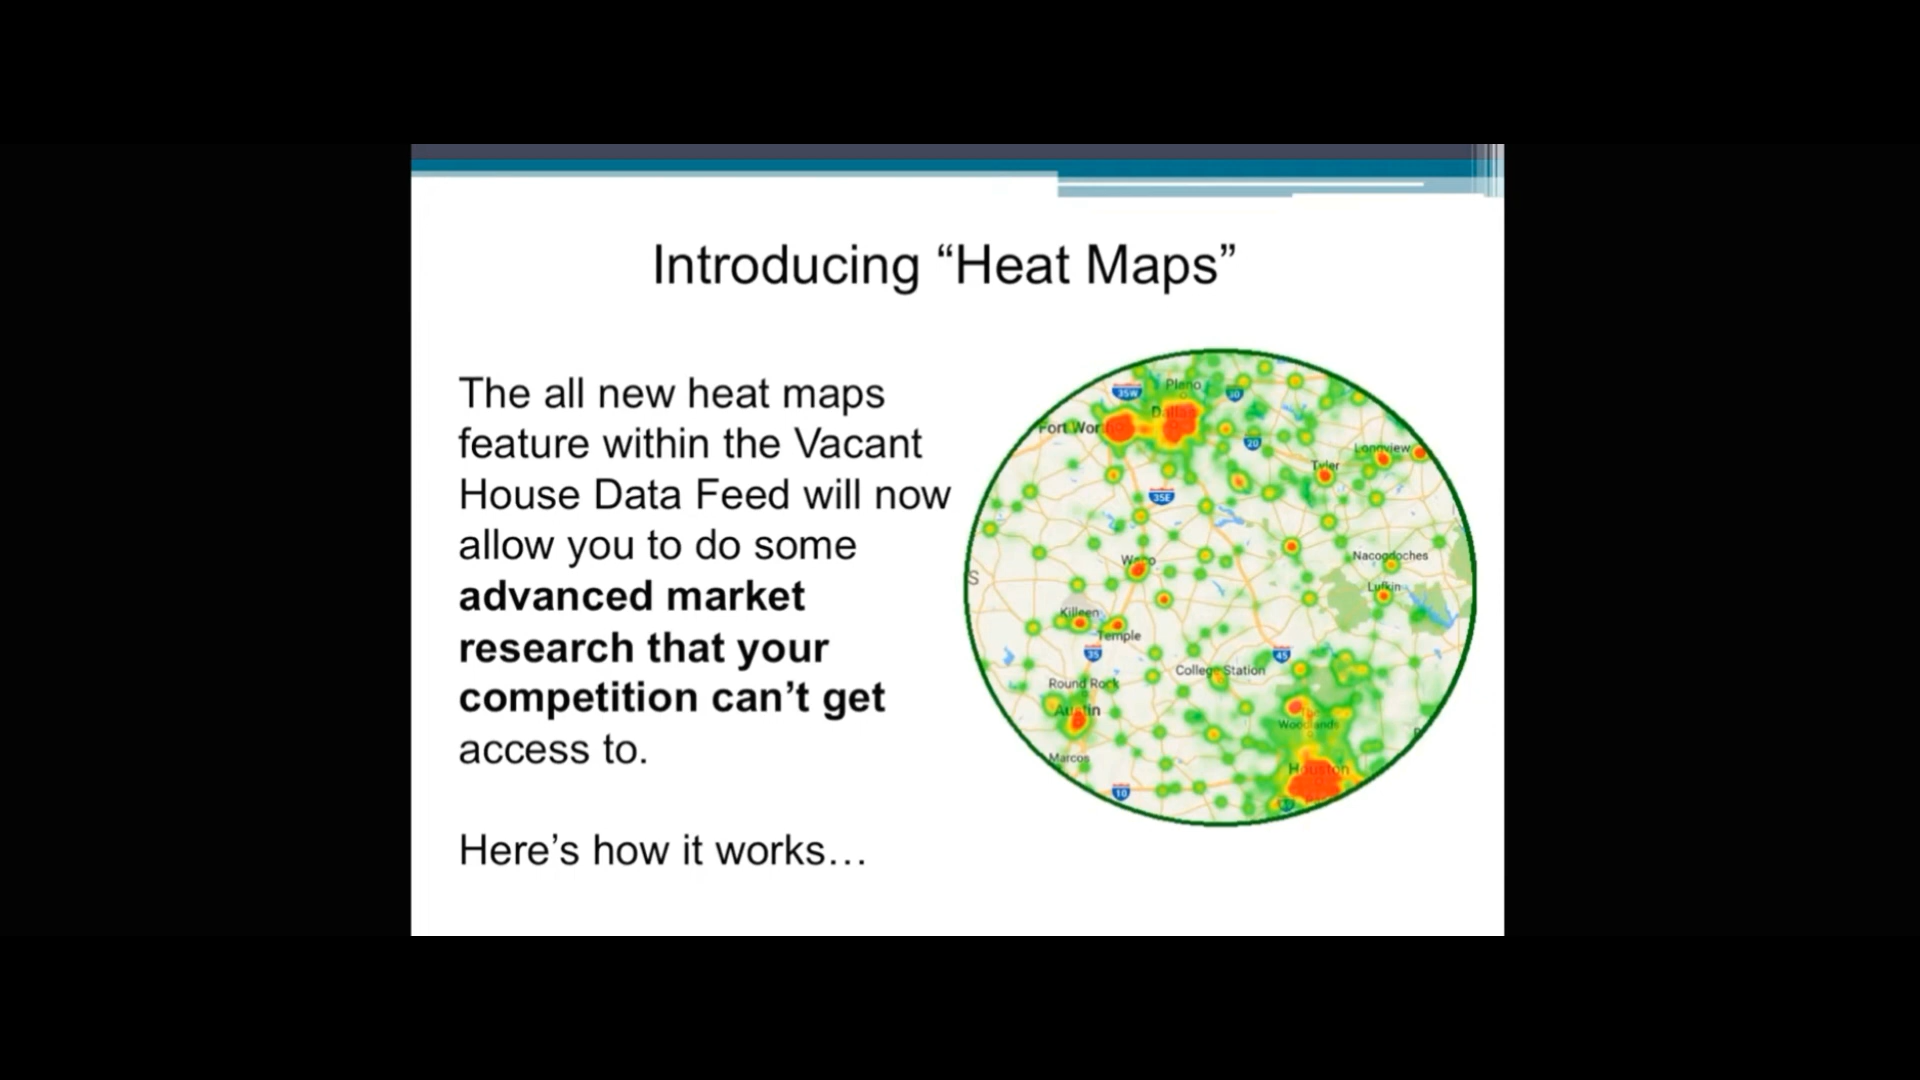 Introducing “Heat Maps”
The all new heat maps
feature within the Vacant
House Data Feed will now
allow you to do some
advanced market
research that your
competition can’t get
access to.
Here’s how it works…
Plano
35W
30
Dallas
Fort Wor
20
Longview
Tyler
35E
Waco
Nacogdoches
S
Lufkin
Killeen
Temple
35
45
College Station
Round Rock
Austin
The
Woodlands
Marcos
Houston
10